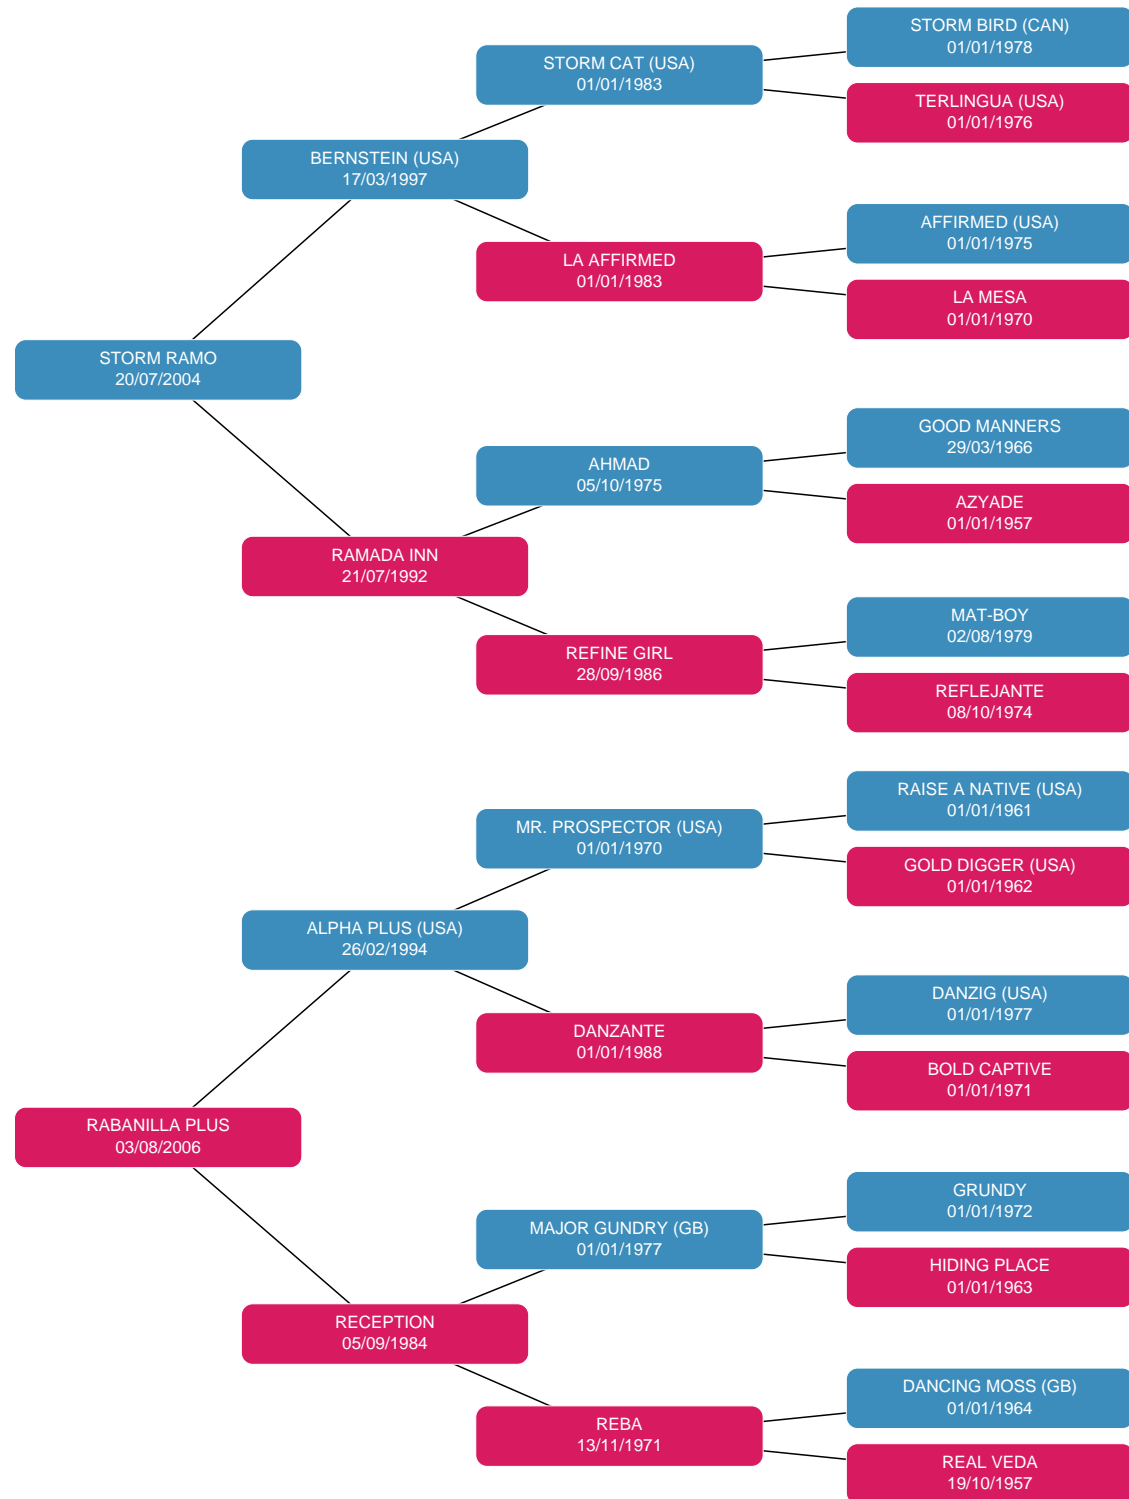 STORM BIRD (CAN)
01/01/1978
STORM CAT (USA)
01/01/1983
TERLINGUA (USA)
01/01/1976
BERNSTEIN (USA)
17/03/1997
AFFIRMED (USA)
01/01/1975
LA AFFIRMED
01/01/1983
LA MESA
01/01/1970
STORM RAMO
20/07/2004
GOOD MANNERS
29/03/1966
AHMAD
05/10/1975
AZYADE
01/01/1957
RAMADA INN
21/07/1992
MAT-BOY
02/08/1979
REFINE GIRL
28/09/1986
REFLEJANTE
08/10/1974
RAISE A NATIVE (USA)
01/01/1961
MR. PROSPECTOR (USA)
01/01/1970
GOLD DIGGER (USA)
01/01/1962
ALPHA PLUS (USA)
26/02/1994
DANZIG (USA)
01/01/1977
DANZANTE
01/01/1988
BOLD CAPTIVE
01/01/1971
RABANILLA PLUS
03/08/2006
GRUNDY
01/01/1972
MAJOR GUNDRY (GB)
01/01/1977
HIDING PLACE
01/01/1963
RECEPTION
05/09/1984
DANCING MOSS (GB)
01/01/1964
REBA
13/11/1971
REAL VEDA
19/10/1957